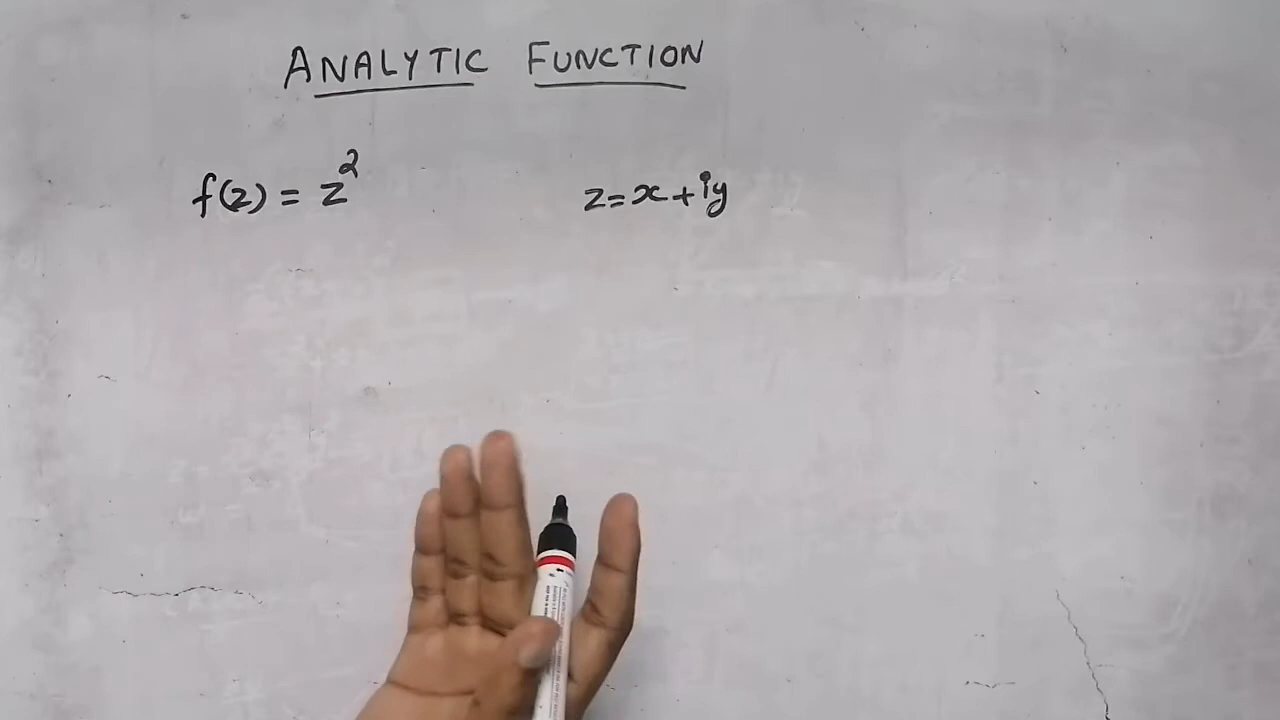 ANALYTIC FUNCTION
f(z) = z² z=x+iy